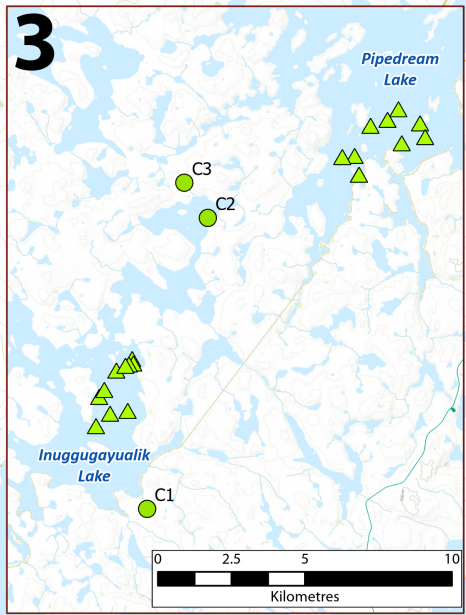 3
Pipedream
Lake
C3
C2
Inuggugayualik
Lake
C1
0 2.5 5 10
Kilometres